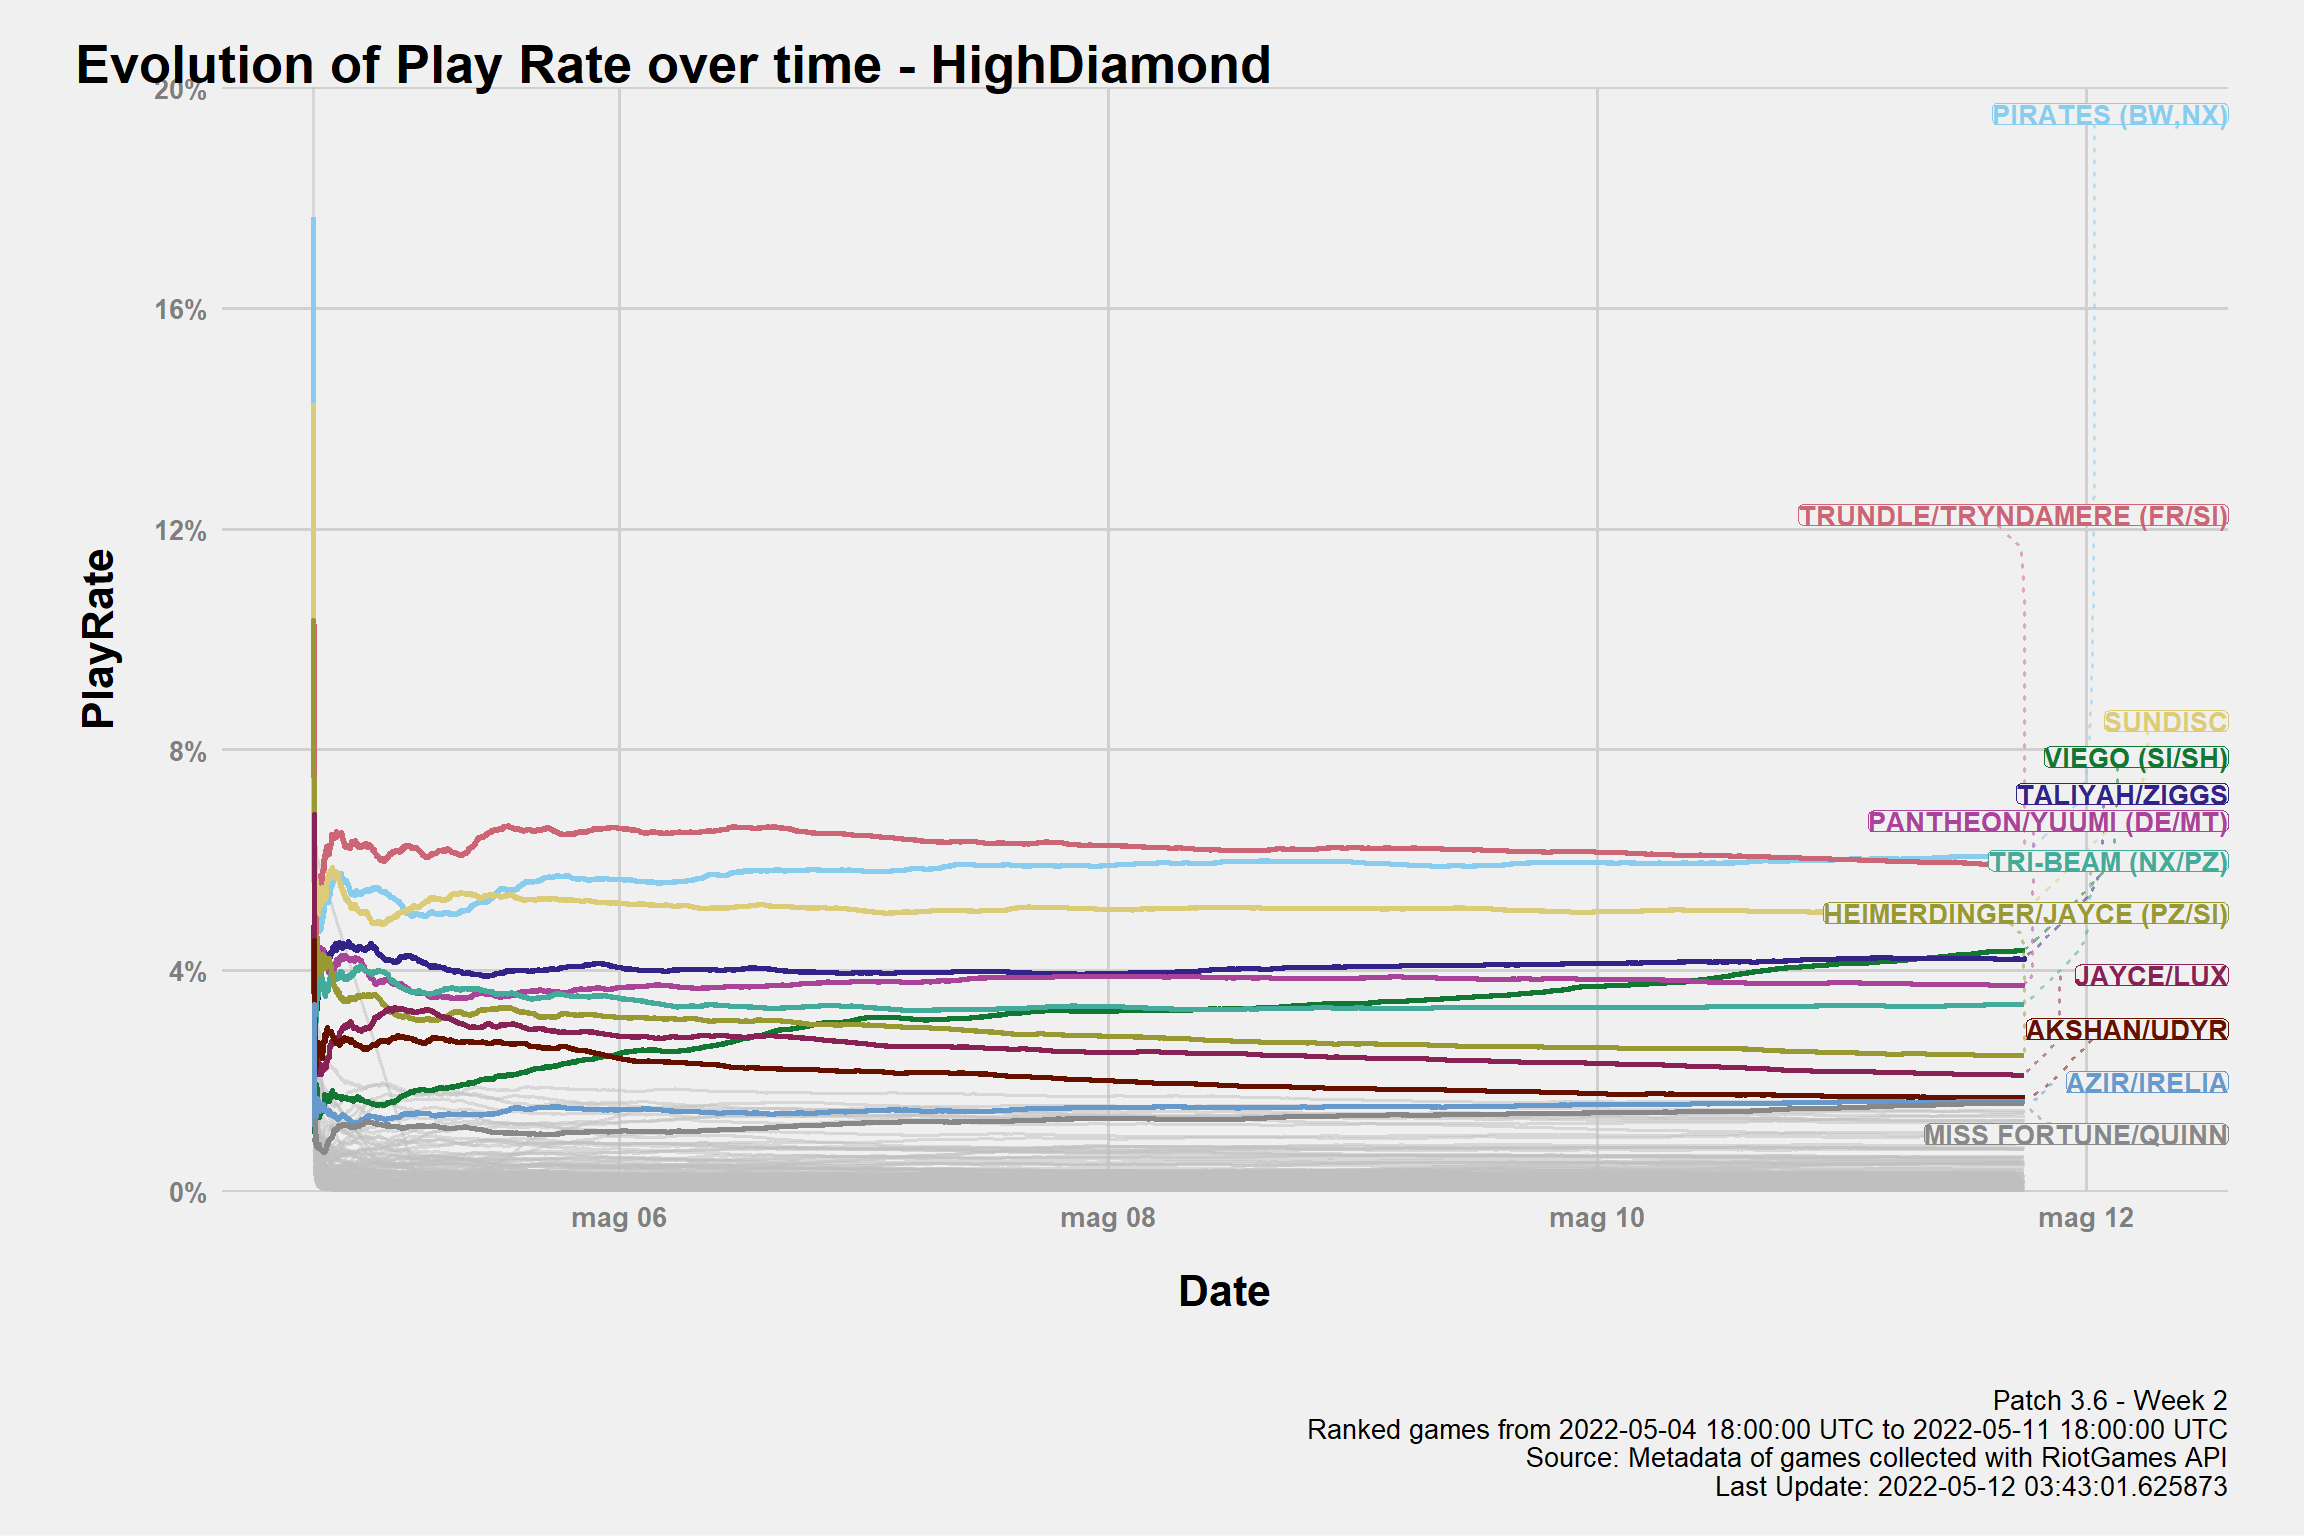 Evolution of Play Rate over time - HighDiamond
20%
16%
12%
8%
4%
0%
PlayRate
PIRATES (BW,NX)
TRUNDLE/TRYNDAMERE (FR/SI)
SUNDISC
VIEGO (SI/SH)
TALIYAH/ZIGGS
PANTHEON/YUUMI (DE/MT)
TRI-BEAM (NX/PZ)
HEIMERDINGER/JAYCE (PZ/SI)
JAYCE/LUX
AKSHAN/UDYR
AZIR/IRELIA
MISS FORTUNE/QUINN
mag 06
mag 08
mag 10
mag 12
Date
Patch 3.6 - Week 2
Ranked games from 2022-05-04 18:00:00 UTC to 2022-05-11 18:00:00 UTC
Source: Metadata of games collected with RiotGames API
Last Update: 2022-05-12 03:43:01.625873